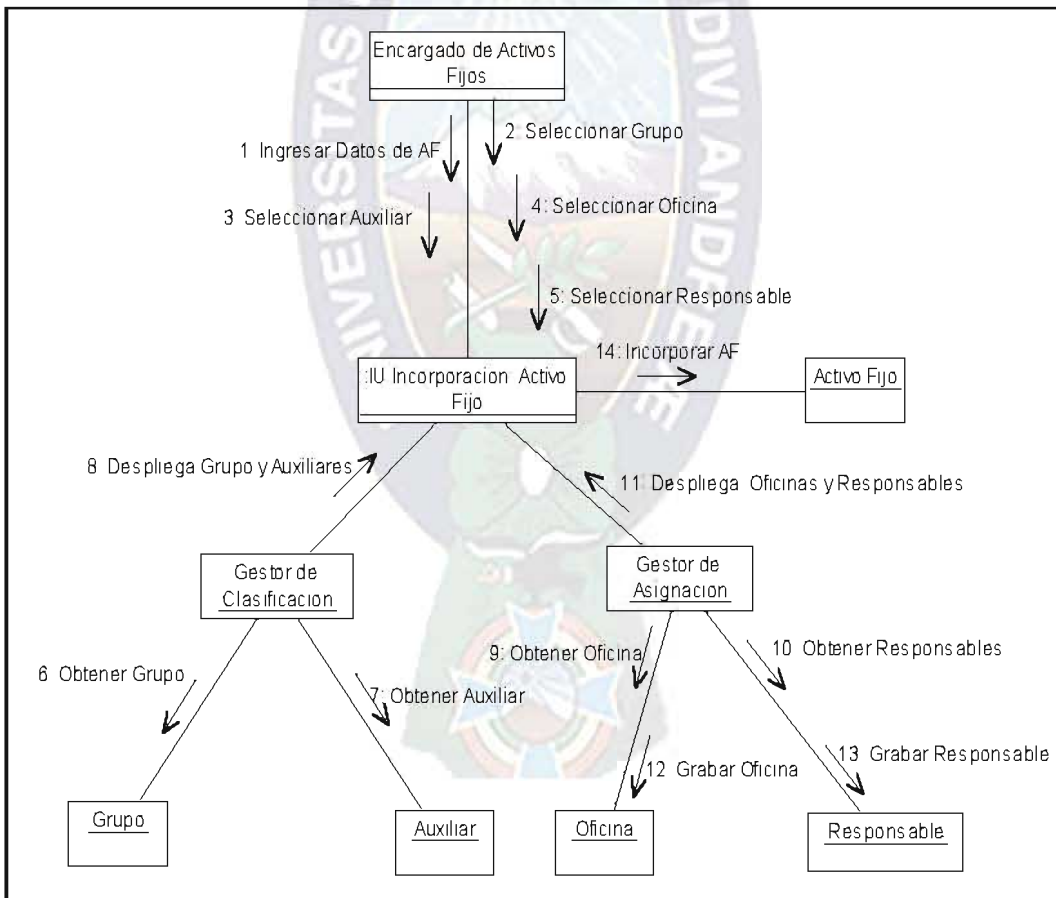 UNIVERSITAS
DIVI ANDREAE
Encargado de Activos
Fijos
2: Seleccionar Grupo
1 Ingresar Datos de AF
3 Seleccionar Auxiliar
4: Seleccionar Oficina
5: Seleccionar Responsable
14: Incorporar AF
:IU Incorporacion Activo
Fijo
Activo Fijo
8 Despliega Grupo y Auxiliares
11 Despliega Oficinas y Responsables
Gestor de
Clasificacion
Gestor de
Asignacion
9: Obtener Oficina
10 Obtener Responsables
6 Obtener Grupo
7: Obtener Auxiliar
12 Grabar Oficina
13 Grabar Responsable
Grupo
Auxiliar
Oficina
Responsable